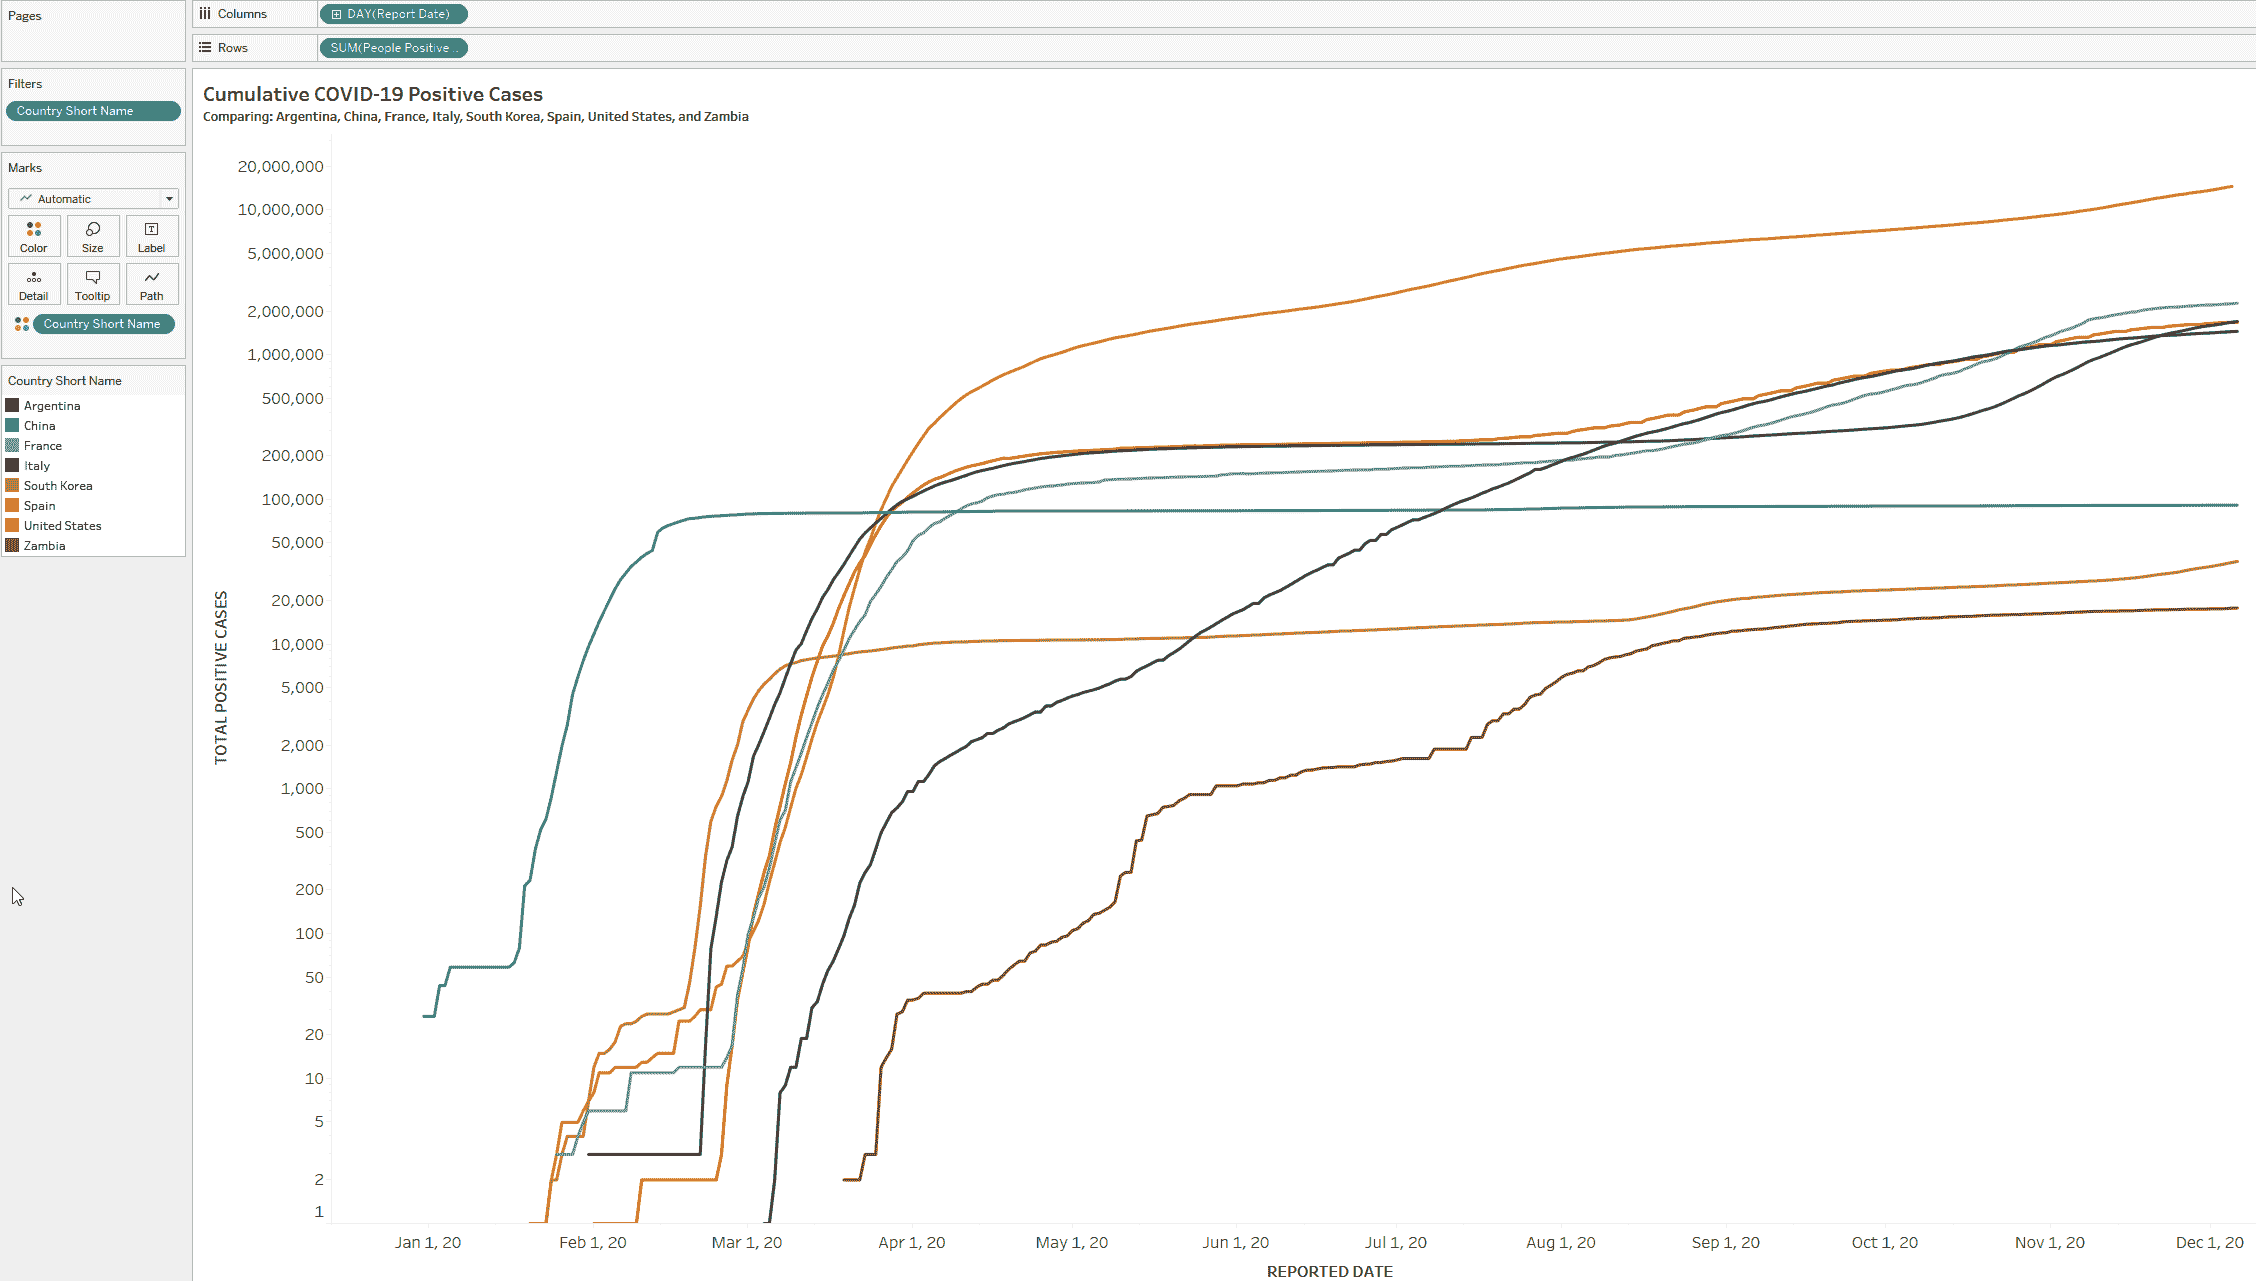 Pages
Columns
DAY(Report Date)
Rows
SUM(People Positive ..
Filters
Country Short Name
Marks
Automatic
Color Size Label
Detail Tooltip Path
Country Short Name
Country Short Name
Argentina
China
France
Italy
South Korea
Spain
United States
Zambia
Cumulative COVID-19 Positive Cases
Comparing: Argentina, China, France, Italy, South Korea, Spain, United States, and Zambia
TOTAL POSITIVE CASES
20,000,000
10,000,000
5,000,000
2,000,000
1,000,000
500,000
200,000
100,000
50,000
20,000
10,000
5,000
2,000
1,000
500
200
100
50
20
10
5
2
1
Jan 1, 20 Feb 1, 20 Mar 1, 20 Apr 1, 20 May 1, 20 Jun 1, 20 Jul 1, 20 Aug 1, 20 Sep 1, 20 Oct 1, 20 Nov 1, 20 Dec 1, 20
REPORTED DATE